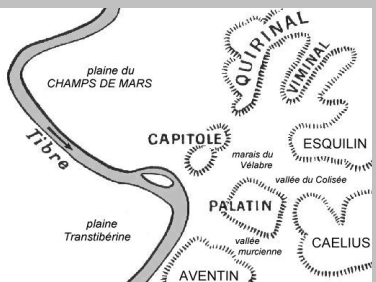 plaine du
CHAMPS DE MARS
QUIRINAL
VIMINAL
Tibre
CAPITOLE
marais du
Vélabre
ESQUILIN
vallée du Colisée
PALATIN
plaine
Transtibérine
vallée
murcienne
CAELIUS
AVENTIN